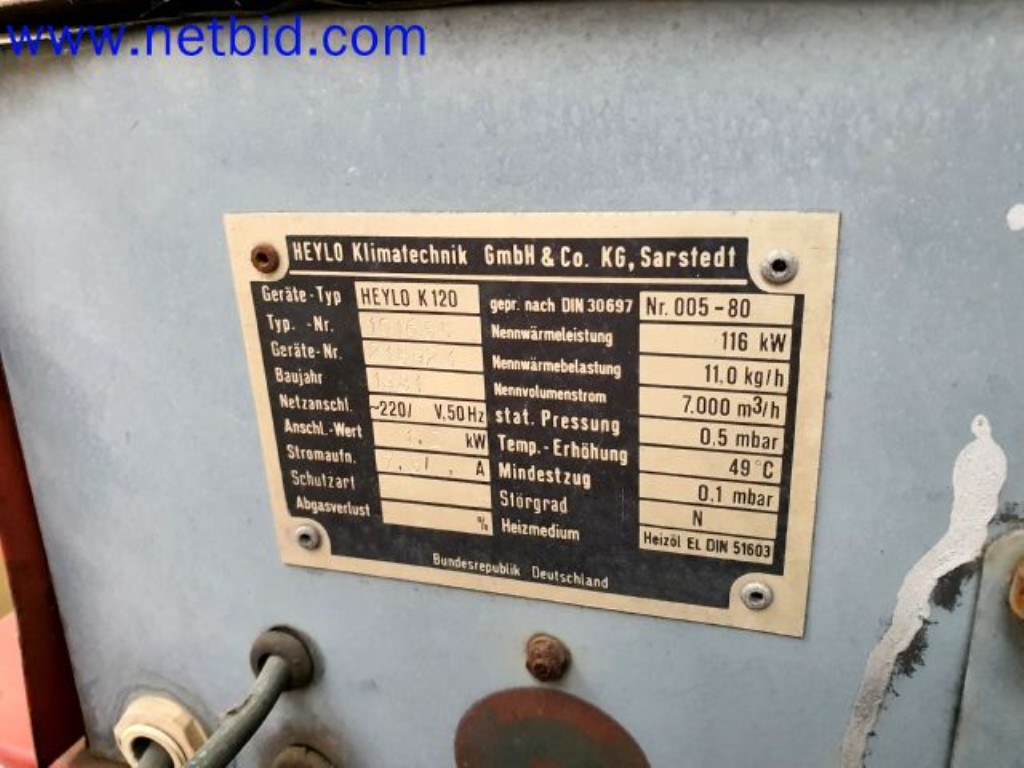 www.netbid.com
HEYLO Klimatechnik GmbH & Co. KG, Sarstedt
Geräte-Typ HEYLO K 120
Typ. -Nr.
Geräte-Nr.
Baujahr
Netzanschl. ~220/ V.50 Hz
Anschl.-Wert kW
Stromaufn. A
Schutzart
Abgasverlust %
gepr. nach DIN 30697 Nr. 005-80
Nennwärmeleistung 116 kW
Nennwärmebelastung 11.0 kg/h
Nennvolumenstrom 7.000 m³/h
stat. Pressung 0,5 mbar
Temp.-Erhöhung 49 °C
Mindestzug 0.1 mbar
Störgrad N
Heizmedium Heizöl EL DIN 51603
Bundesrepublik Deutschland